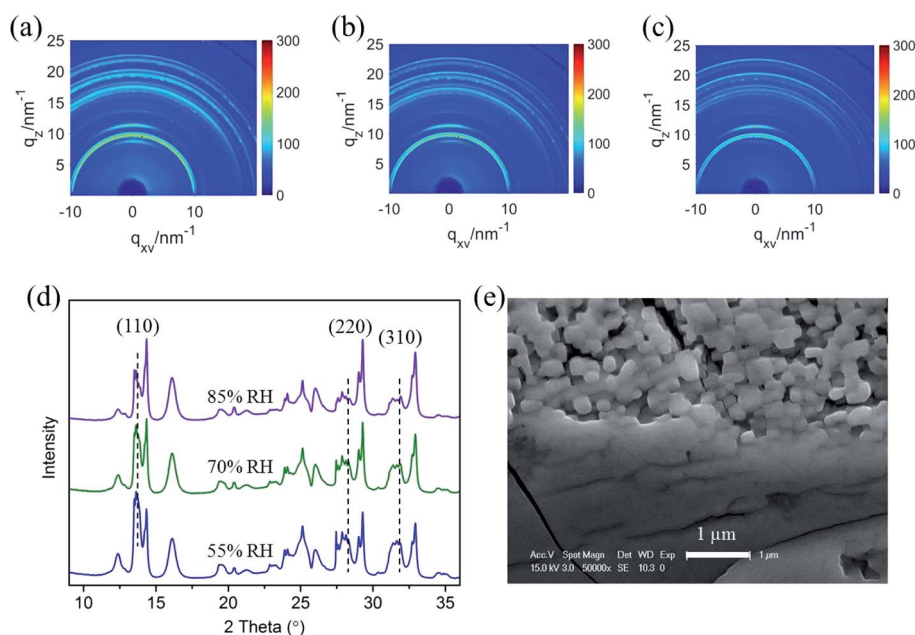 (a)
25
20
15
10
5
-10 0 10
q_z/nm⁻¹
q_xv/nm⁻¹
300
200
100
0
(b)
25
20
15
10
5
-10 0 10
q_z/nm⁻¹
q_xv/nm⁻¹
300
200
100
0
(c)
25
20
15
10
5
-10 0 10
q_z/nm⁻¹
q_xv/nm⁻¹
300
200
100
0
(d)
(110) (220) (310)
85% RH
70% RH
55% RH
Intensity
10 15 20 25 30 35
2 Theta (°)
(e)
1 μm
Acc.V Spot Magn Det WD Exp
15.0 kV 3.0 50000x SE 10.3 0
1 μm